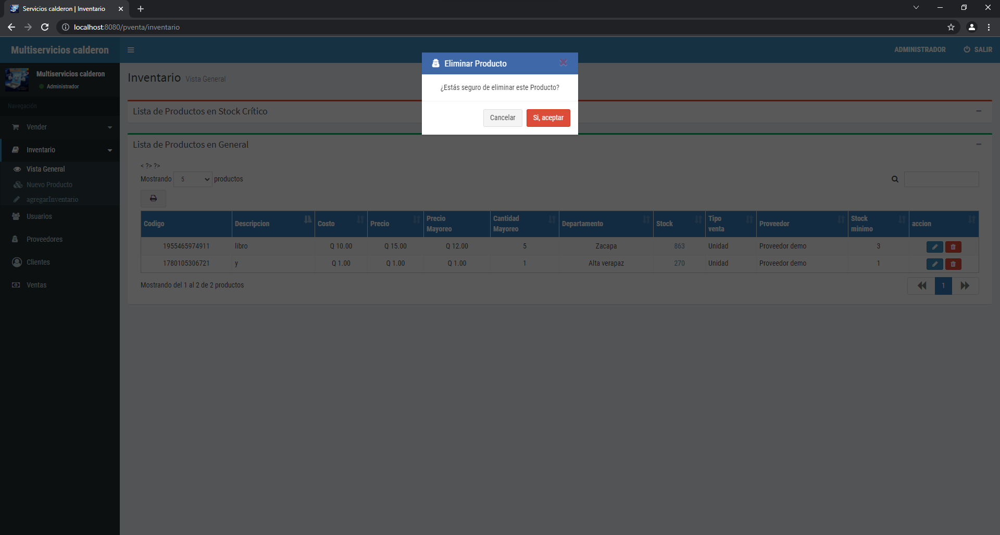 Servicios calderon | Inventario
localhost:8080/pventa/inventario
Multiservicios calderon
ADMINISTRADOR
SALIR
Multiservicios calderon
Administrador
Navegación
Vender
Inventario
Vista General
Nuevo Producto
agregarInventario
Usuarios
Proveedores
Clientes
Ventas
Eliminar Producto
¿Estás seguro de eliminar este Producto?
Cancelar
Si, aceptar
Inventario Vista General
Lista de Productos en Stock Crítico
Lista de Productos en General
< ?> ?>
Mostrando 5 productos
Codigo Descripcion Costo Precio Precio Mayoreo Cantidad Mayoreo Departamento Stock Tipo venta Proveedor Stock minimo accion
1955465974911 libro Q 10.00 Q 15.00 Q 12.00 5 Zacapa 863 Unidad Proveedor demo 3
1780105306721 y Q 1.00 Q 1.00 Q 1.00 1 Alta verapaz 270 Unidad Proveedor demo 1
Mostrando del 1 al 2 de 2 productos
1